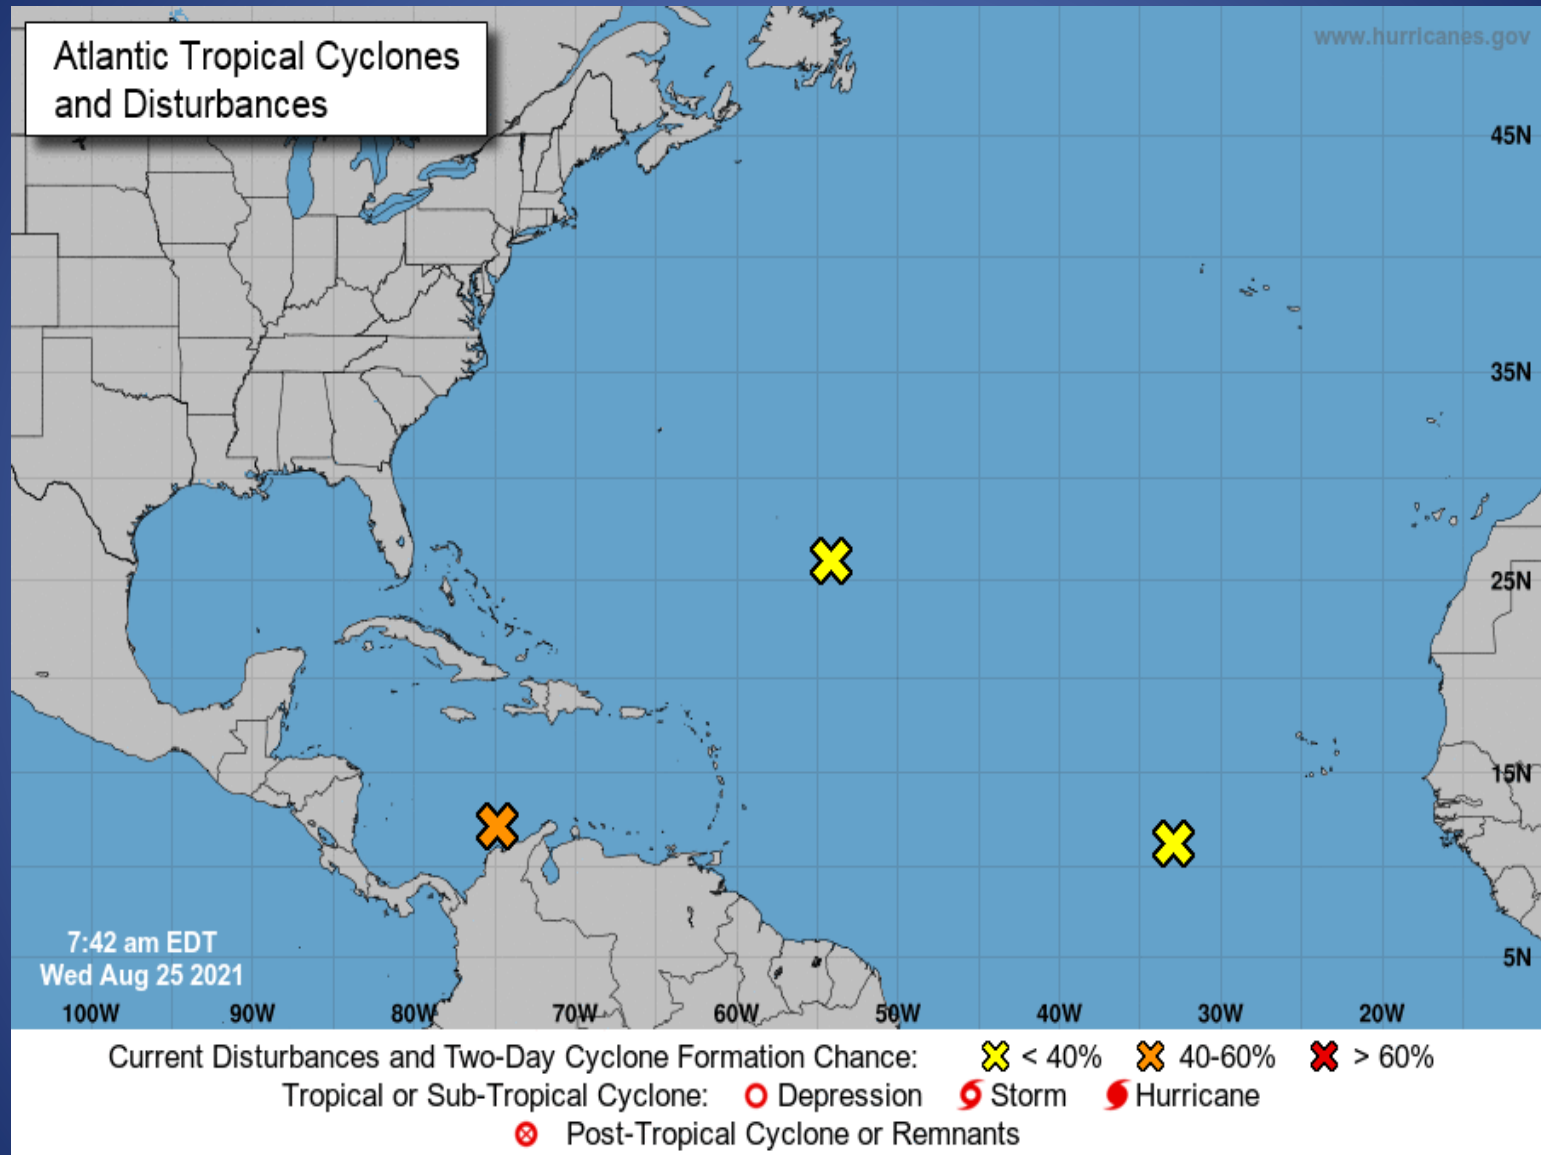 Atlantic Tropical Cyclones
and Disturbances
www.hurricanes.gov
45N
35N
25N
15N
5N
7:42 am EDT
Wed Aug 25 2021
100W 90W 80W 70W 60W 50W 40W 30W 20W
Current Disturbances and Two-Day Cyclone Formation Chance: < 40% 40-60% > 60%
Tropical or Sub-Tropical Cyclone: Depression Storm Hurricane
Post-Tropical Cyclone or Remnants